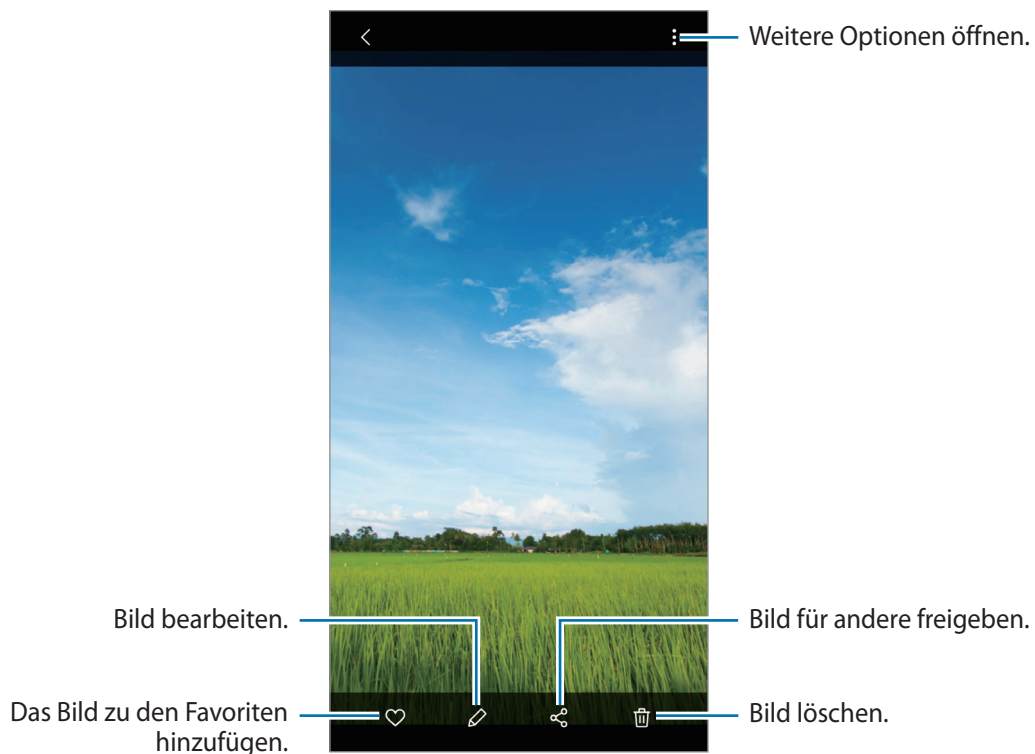 Weitere Optionen öffnen.
Bild bearbeiten.
Bild für andere freigeben.
Das Bild zu den Favoriten
hinzufügen.
Bild löschen.